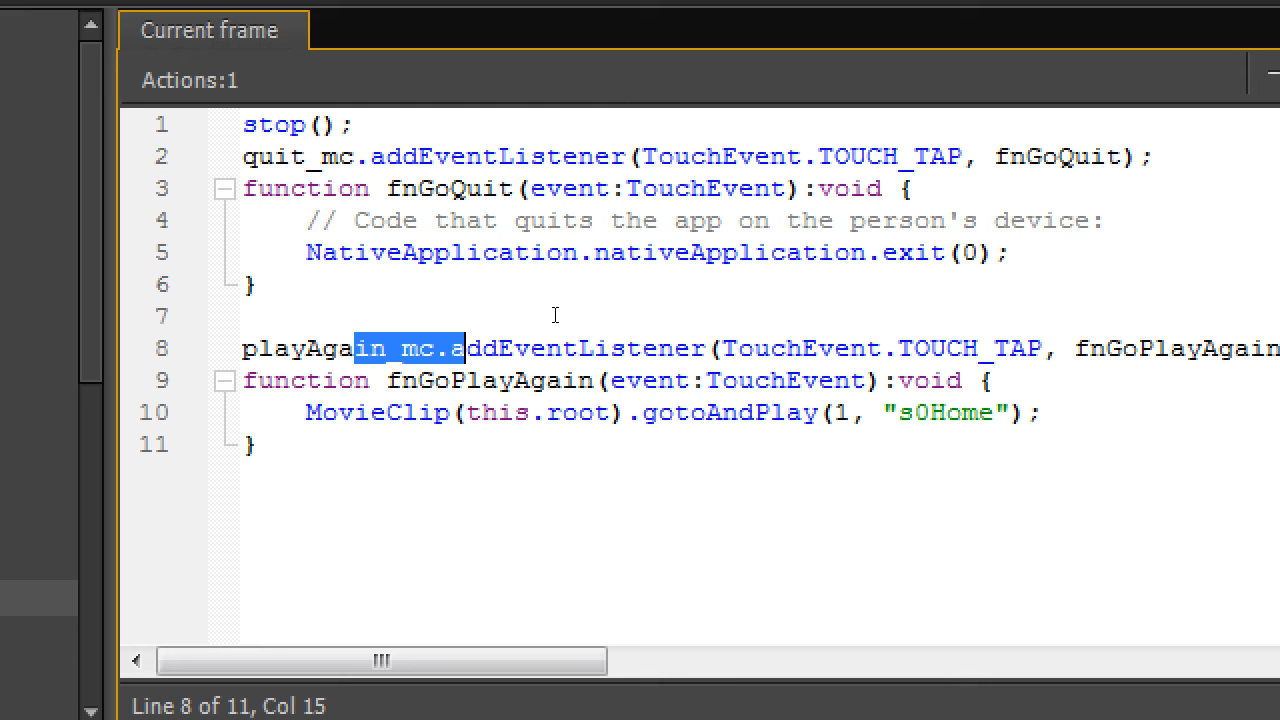 Current frame
Actions:1
1 stop();
2 quit_mc.addEventListener(TouchEvent.TOUCH_TAP, fnGoQuit);
3 function fnGoQuit(event:TouchEvent):void {
4 // Code that quits the app on the person's device:
5 NativeApplication.nativeApplication.exit(0);
6 }
7
8 playAgain_mc.addEventListener(TouchEvent.TOUCH_TAP, fnGoPlayAgain
9 function fnGoPlayAgain(event:TouchEvent):void {
10 MovieClip(this.root).gotoAndPlay(1, "s0Home");
11 }
Line 8 of 11, Col 15